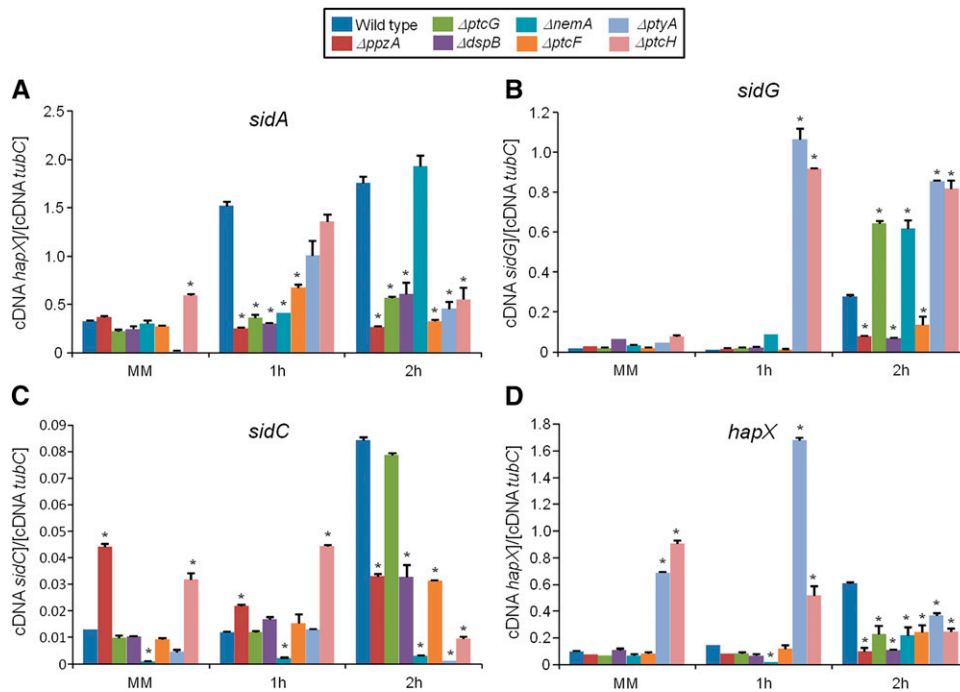 Wild type
ΔptcG
ΔnemA
ΔptyA
ΔppzA
ΔdspB
ΔptcF
ΔptcH
A
sidA
cDNA hapX]/[cDNA tubC]
2.5
2.0
1.5
1.0
0.5
0
MM
1h
2h
B
sidG
cDNA sidG]/[cDNA tubC]
1.2
1.0
0.8
0.6
0.4
0.2
0
MM
1h
2h
C
sidC
cDNA sidC]/[cDNA tubC]
0.09
0.08
0.07
0.06
0.05
0.04
0.03
0.02
0.01
0
MM
1h
2h
D
hapX
cDNA hapX]/[cDNA tubC]
1.8
1.6
1.4
1.2
1.0
0.8
0.6
0.4
0.2
0
MM
1h
2h